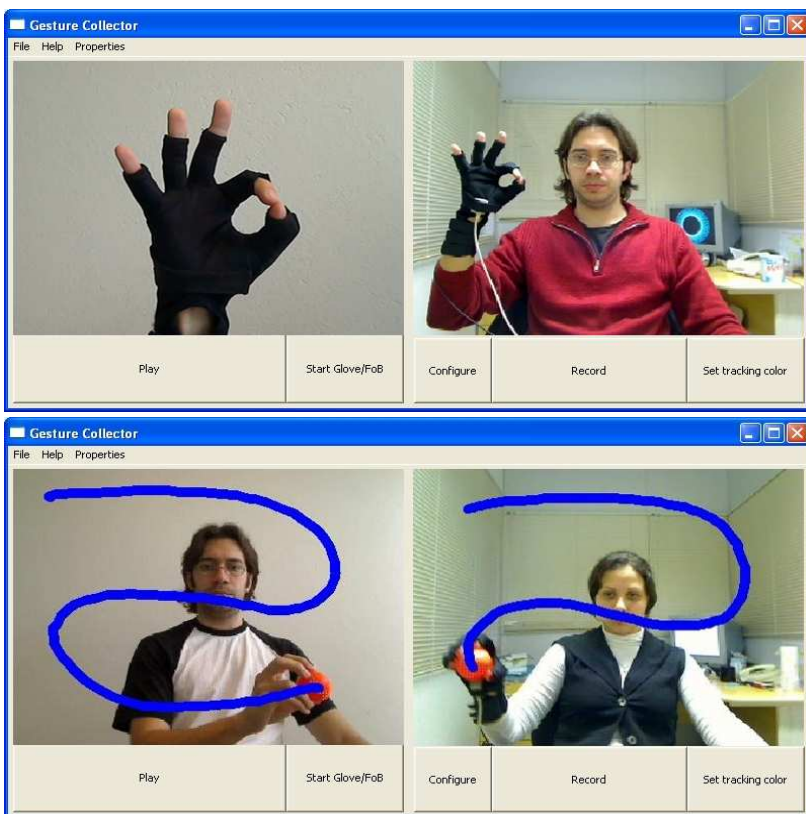 Gesture Collector
File Help Properties
Play Start Glove/FoB Configure Record Set tracking color
Gesture Collector
File Help Properties
Play Start Glove/FoB Configure Record Set tracking color